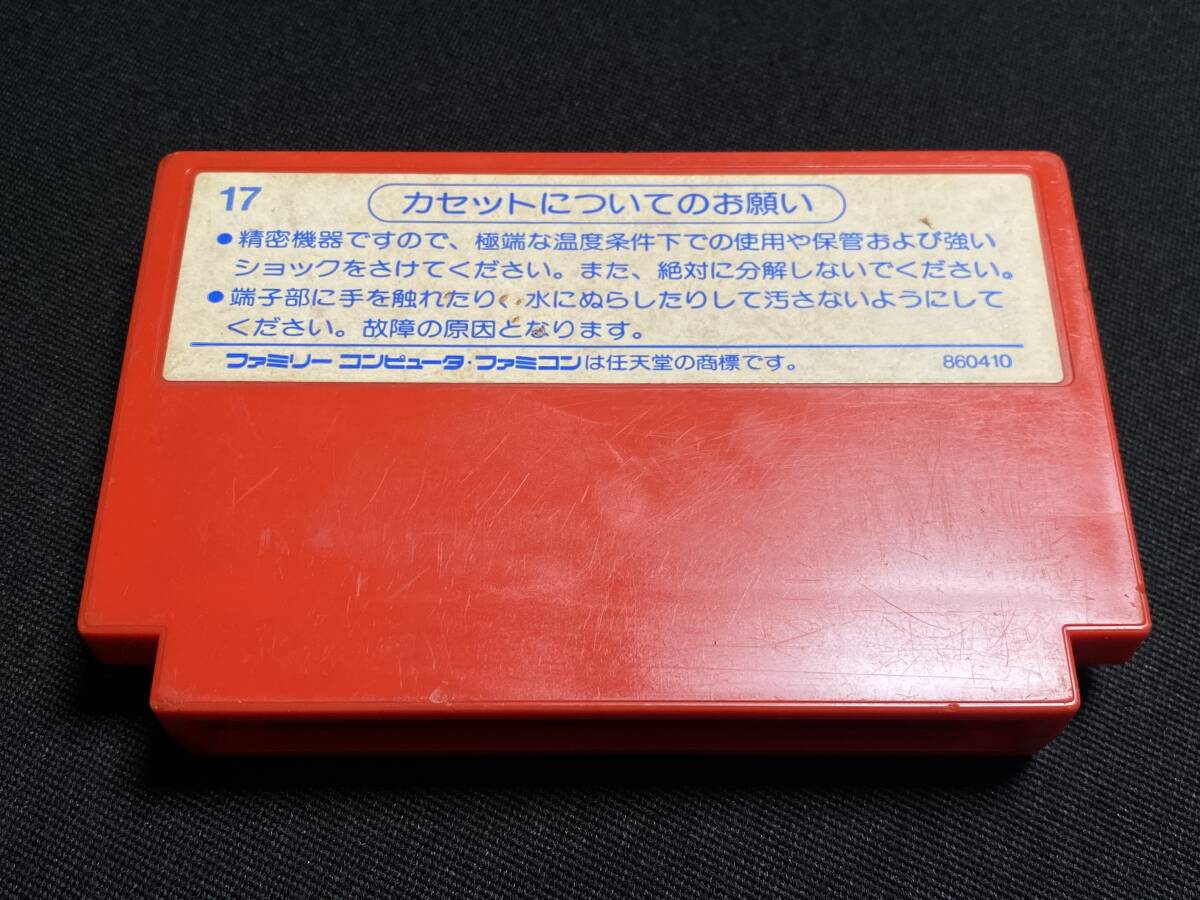 17
カセットについてのお願い
●精密機器ですので、極端な温度条件下での使用や保管および強い
ショックをさけてください。また、絶対に分解しないでください。
●端子部に手を触れたり、水にぬらしたりして汚さないようにして
ください。故障の原因となります。
ファミリーコンピュータ・ファミコンは任天堂の商標です。 860410